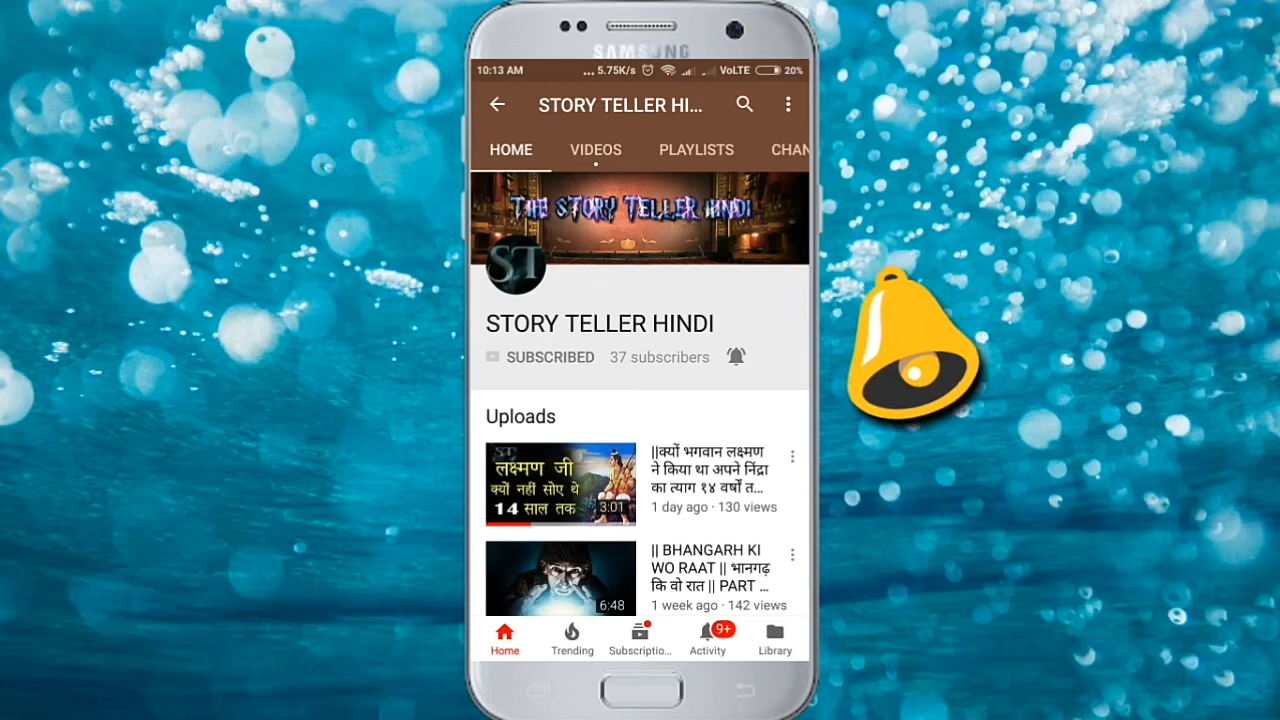 SAMSUNG
10:13 AM ... 5.75K/s VoLTE 20%
STORY TELLER HI...
HOME VIDEOS PLAYLISTS CHAN
THE STORY TELLER HINDI
ST
STORY TELLER HINDI
SUBSCRIBED 37 subscribers
Uploads
ST
लक्ष्मण जी
क्यों नहीं सोए थे
14 साल तक
3:01
||क्यों भगवान लक्ष्मण
ने किया था अपने निंद्रा
का त्याग १४ वर्षों त...
1 day ago · 130 views
6:48
|| BHANGARH KI
WO RAAT || भानगढ़
कि वो रात || PART ...
1 week ago · 142 views
9+
Home Trending Subscriptio... Activity Library